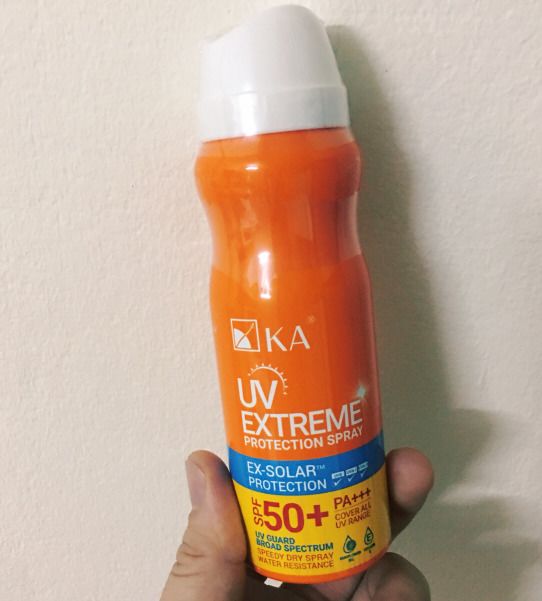 KA®
UV
EXTREME
PROTECTION SPRAY
EX-SOLAR™
PROTECTION
SPF 50+ PA+++
COVER ALL
UV RANGE
UV GUARD
BROAD SPECTRUM
SPEEDY DRY SPRAY
WATER RESISTANCE
E